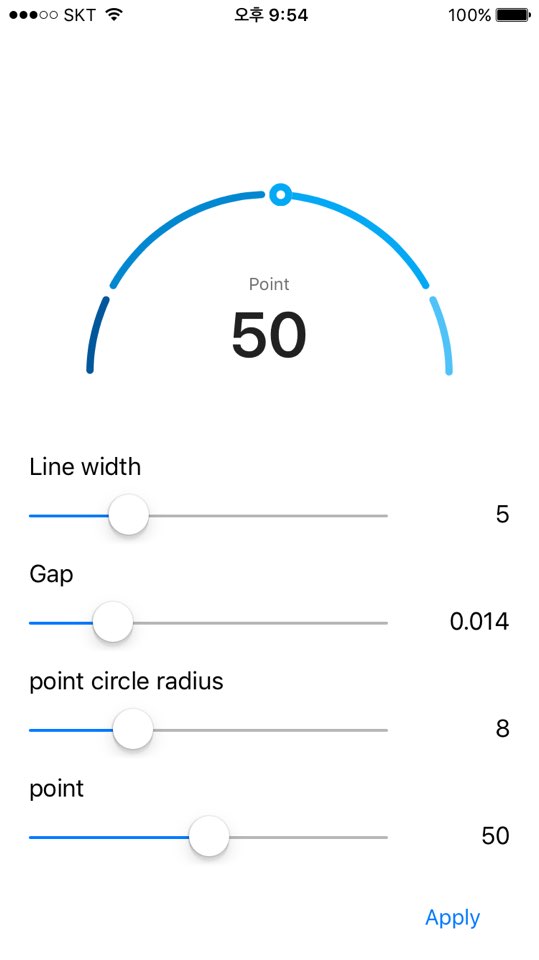 SKT 오후 9:54 100%
Point
50
Line width
5
Gap
0.014
point circle radius
8
point
50
Apply